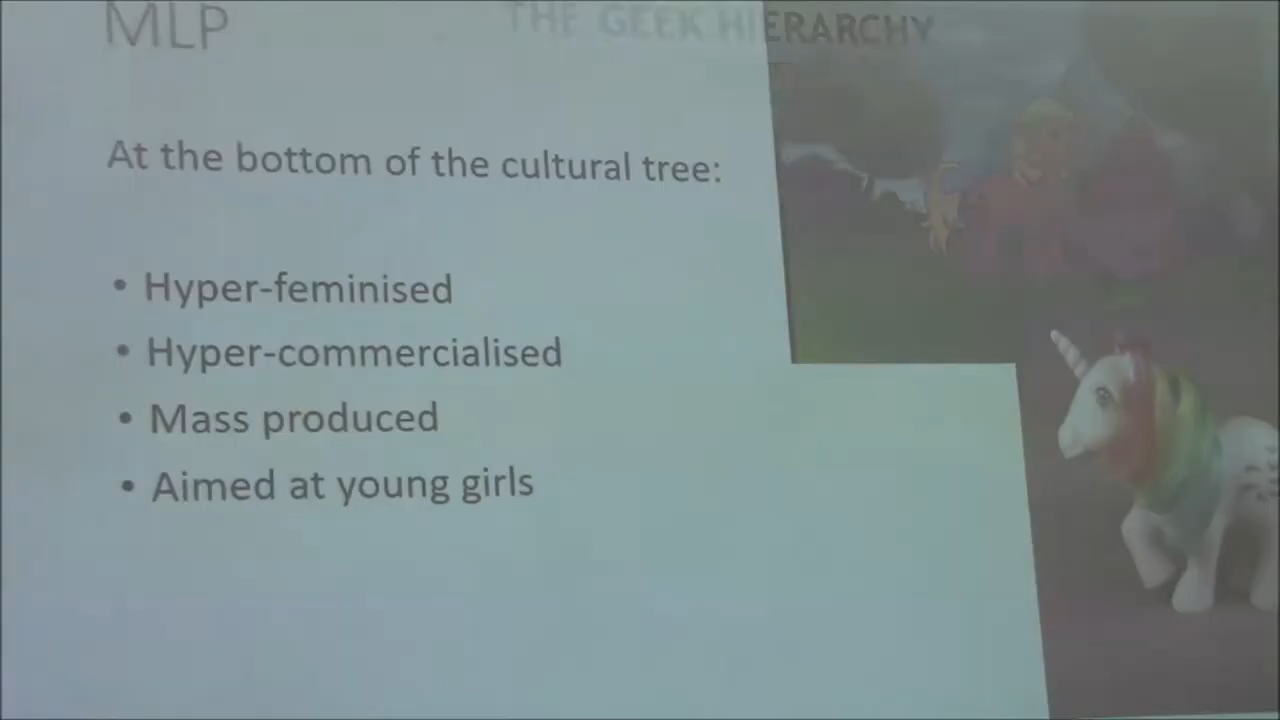 MLP
THE GEEK HIERARCHY
At the bottom of the cultural tree:
• Hyper-feminised
• Hyper-commercialised
• Mass produced
• Aimed at young girls